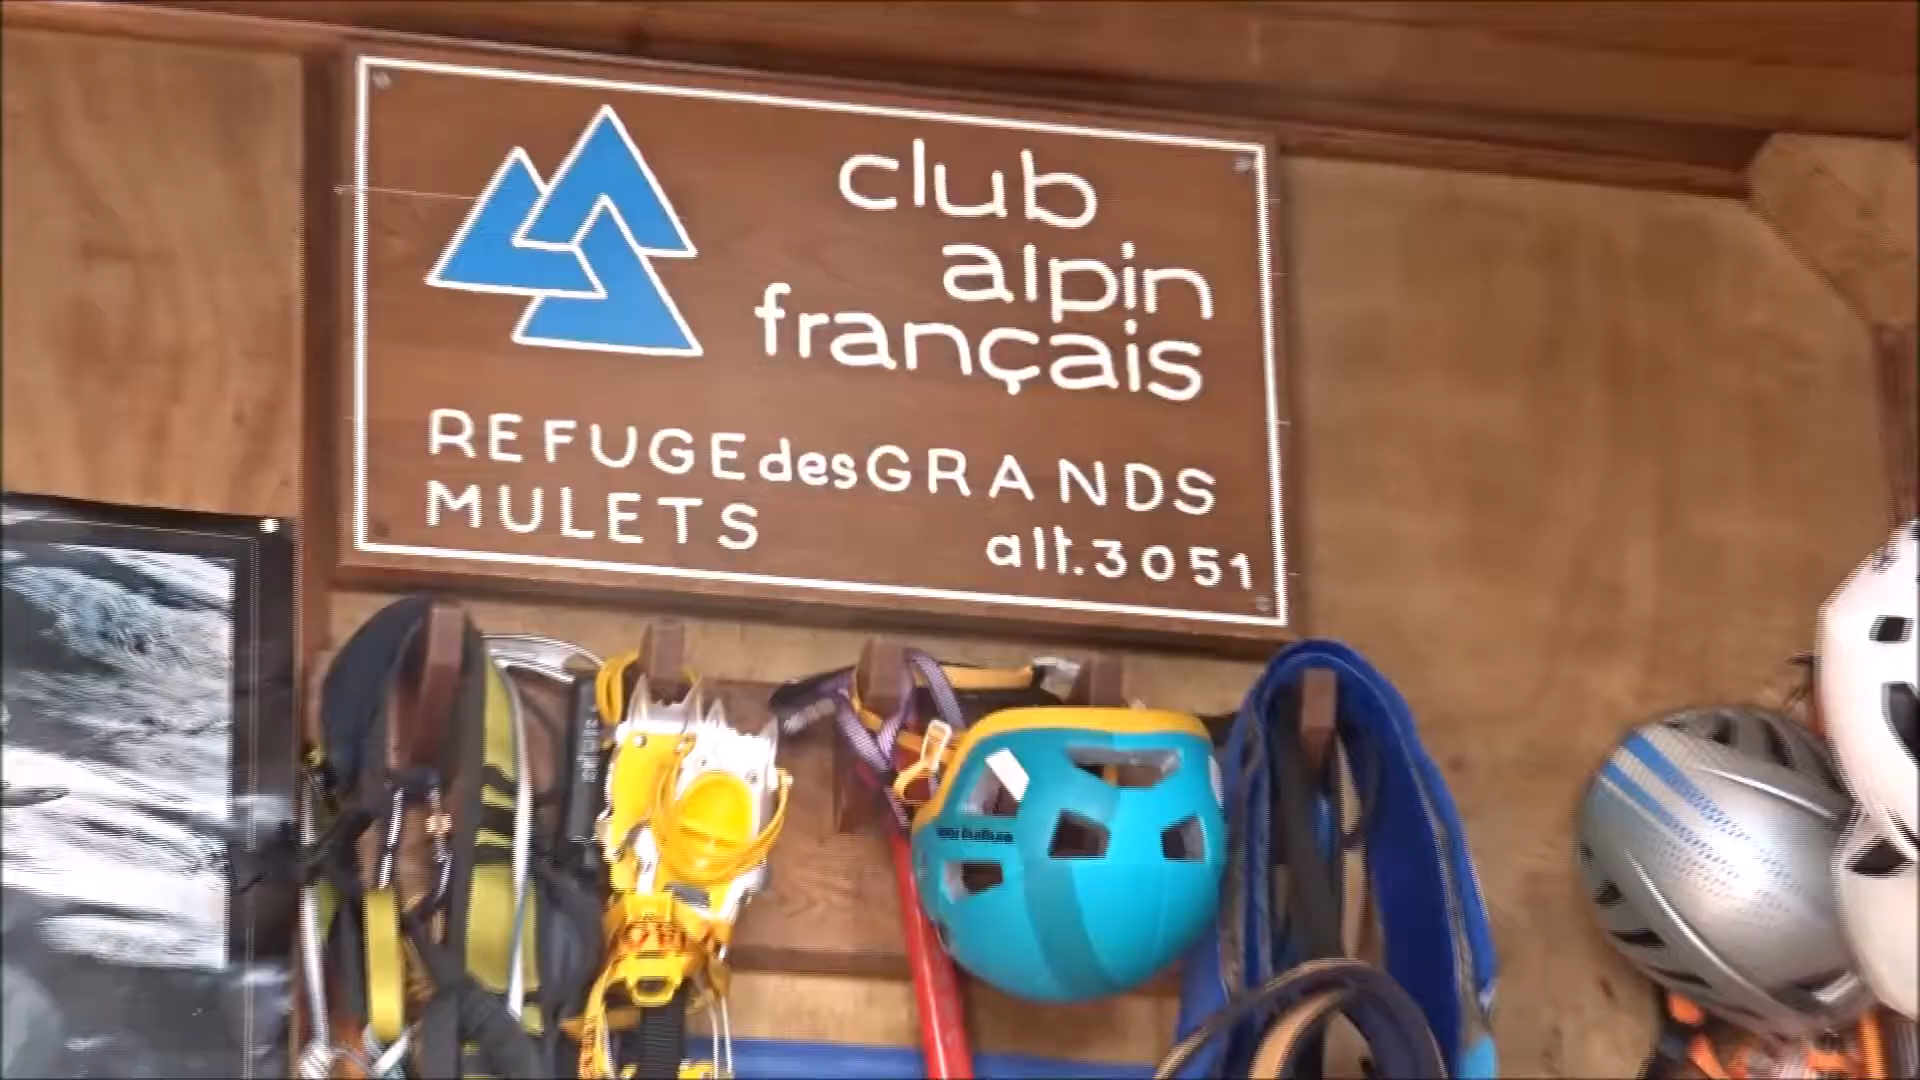 club
alpin
français
REFUGE des GRANDS
MULETS
alt. 3051